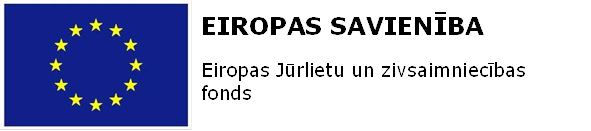 EIROPAS SAVIENĪBA
Eiropas Jūrlietu un zivsaimniecības
fonds